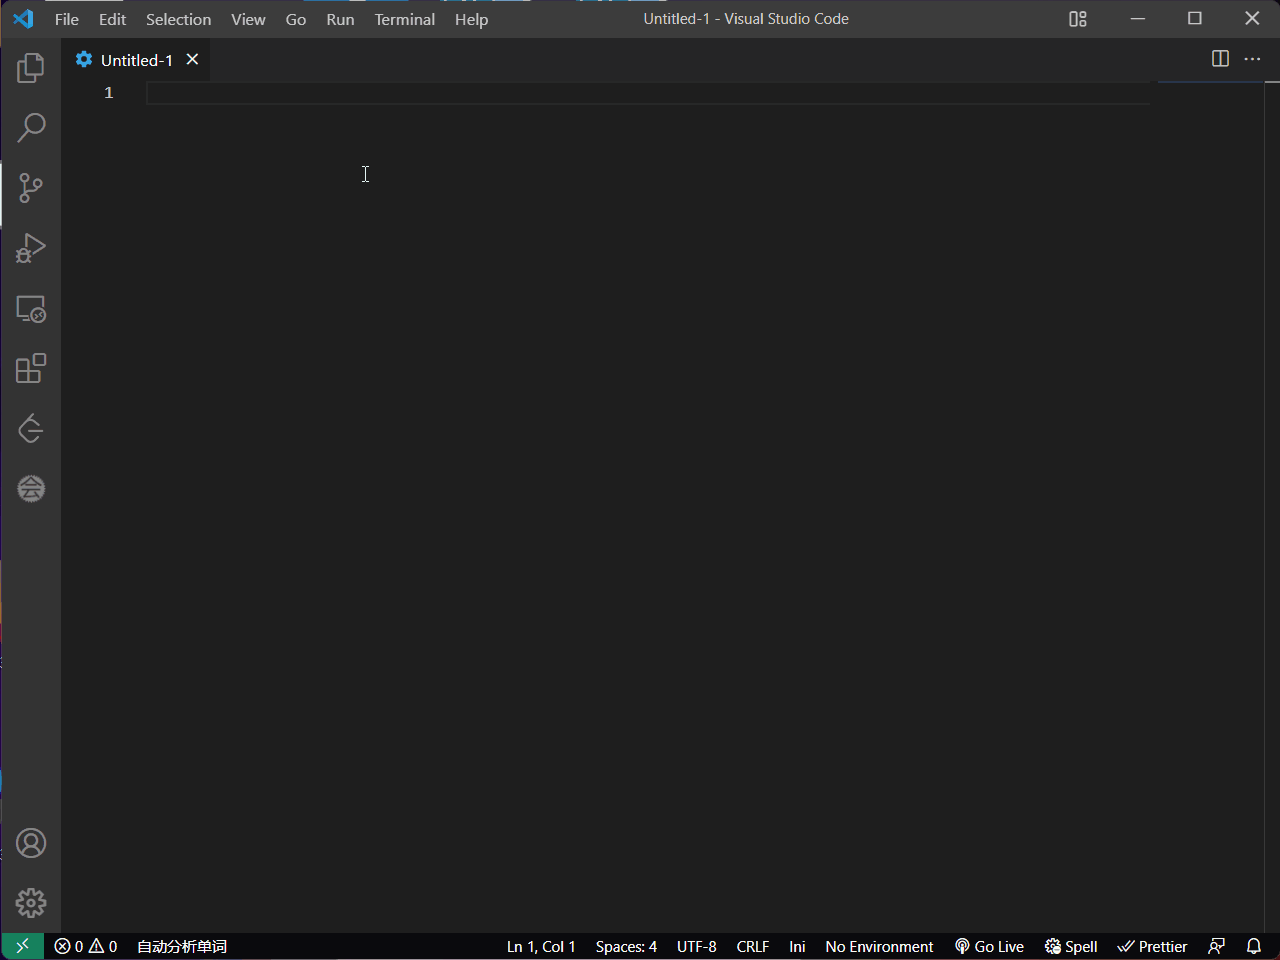 File Edit Selection View Go Run Terminal Help Untitled-1 - Visual Studio Code
Untitled-1
1
会
0 0 自动分析单词 Ln 1, Col 1 Spaces: 4 UTF-8 CRLF Ini No Environment Go Live Spell Prettier